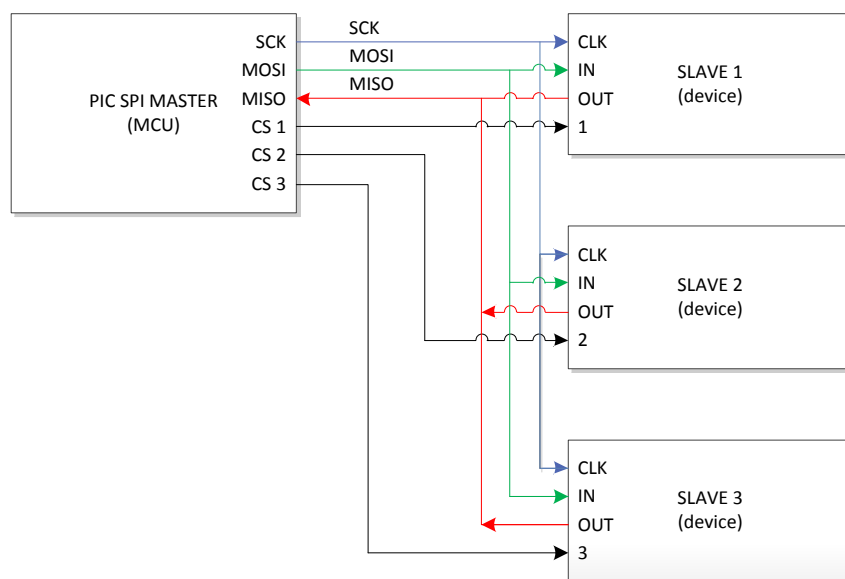 PIC SPI MASTER
(MCU)
SCK
MOSI
MISO
CS 1
CS 2
CS 3
SCK
MOSI
MISO
CLK
IN
OUT
1
SLAVE 1
(device)
CLK
IN
OUT
2
SLAVE 2
(device)
CLK
IN
OUT
3
SLAVE 3
(device)